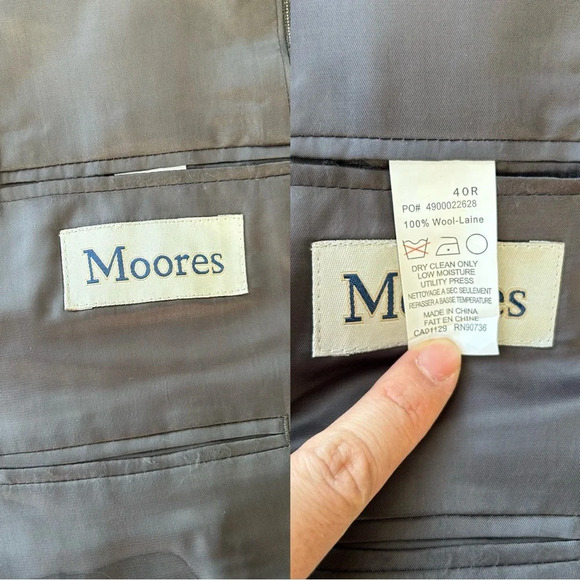 Moores
40R
PO# 4900022628
100% Wool-Laine
DRY CLEAN ONLY
LOW MOISTURE
UTILITY PRESS
NETTOYAGE A SEC SEULEMENT
REPASSER A BASSE TEMPERATURE
MADE IN CHINA
FAIT EN CHINE
CA01129 RN90736
M es